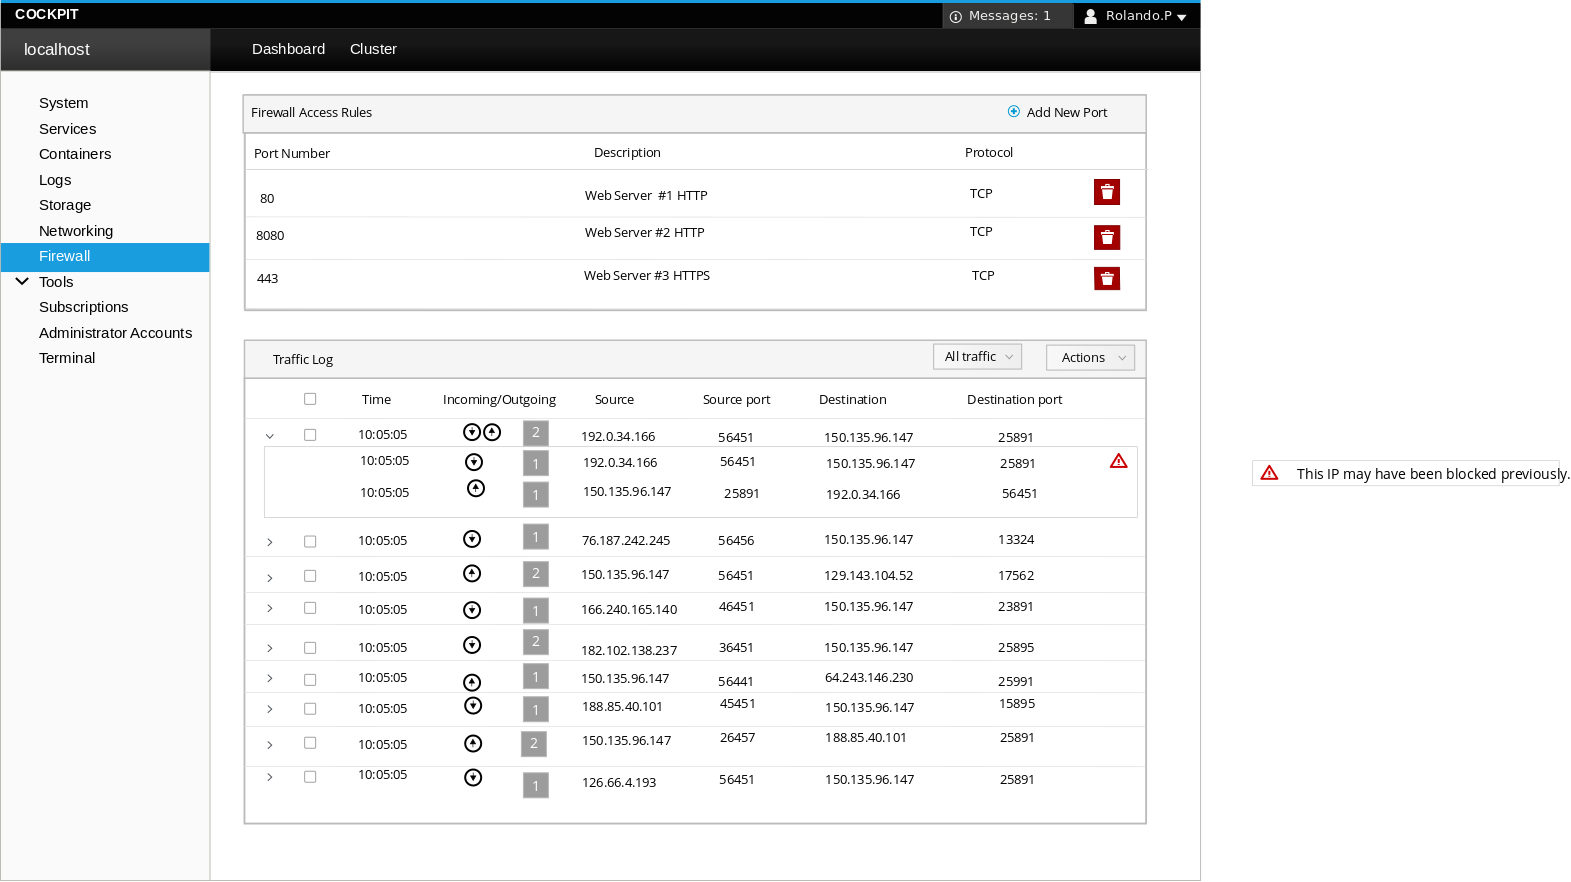 COCKPIT
Messages: 1
Rolando.P
localhost
Dashboard Cluster
System
Services
Containers
Logs
Storage
Networking
Firewall
Tools
Subscriptions
Administrator Accounts
Terminal
Firewall Access Rules Add New Port
Port Number Description Protocol
80 Web Server #1 HTTP TCP
8080 Web Server #2 HTTP TCP
443 Web Server #3 HTTPS TCP
Traffic Log All traffic Actions
Time Incoming/Outgoing Source Source port Destination Destination port
10:05:05 2 192.0.34.166 56451 150.135.96.147 25891
10:05:05 1 192.0.34.166 56451 150.135.96.147 25891
10:05:05 1 150.135.96.147 25891 192.0.34.166 56451
10:05:05 1 76.187.242.245 56456 150.135.96.147 13324
10:05:05 2 150.135.96.147 56451 129.143.104.52 17562
10:05:05 1 166.240.165.140 46451 150.135.96.147 23891
10:05:05 2 182.102.138.237 36451 150.135.96.147 25895
10:05:05 1 150.135.96.147 56441 64.243.146.230 25991
10:05:05 1 188.85.40.101 45451 150.135.96.147 15895
10:05:05 2 150.135.96.147 26457 188.85.40.101 25891
10:05:05 1 126.66.4.193 56451 150.135.96.147 25891
This IP may have been blocked previously.